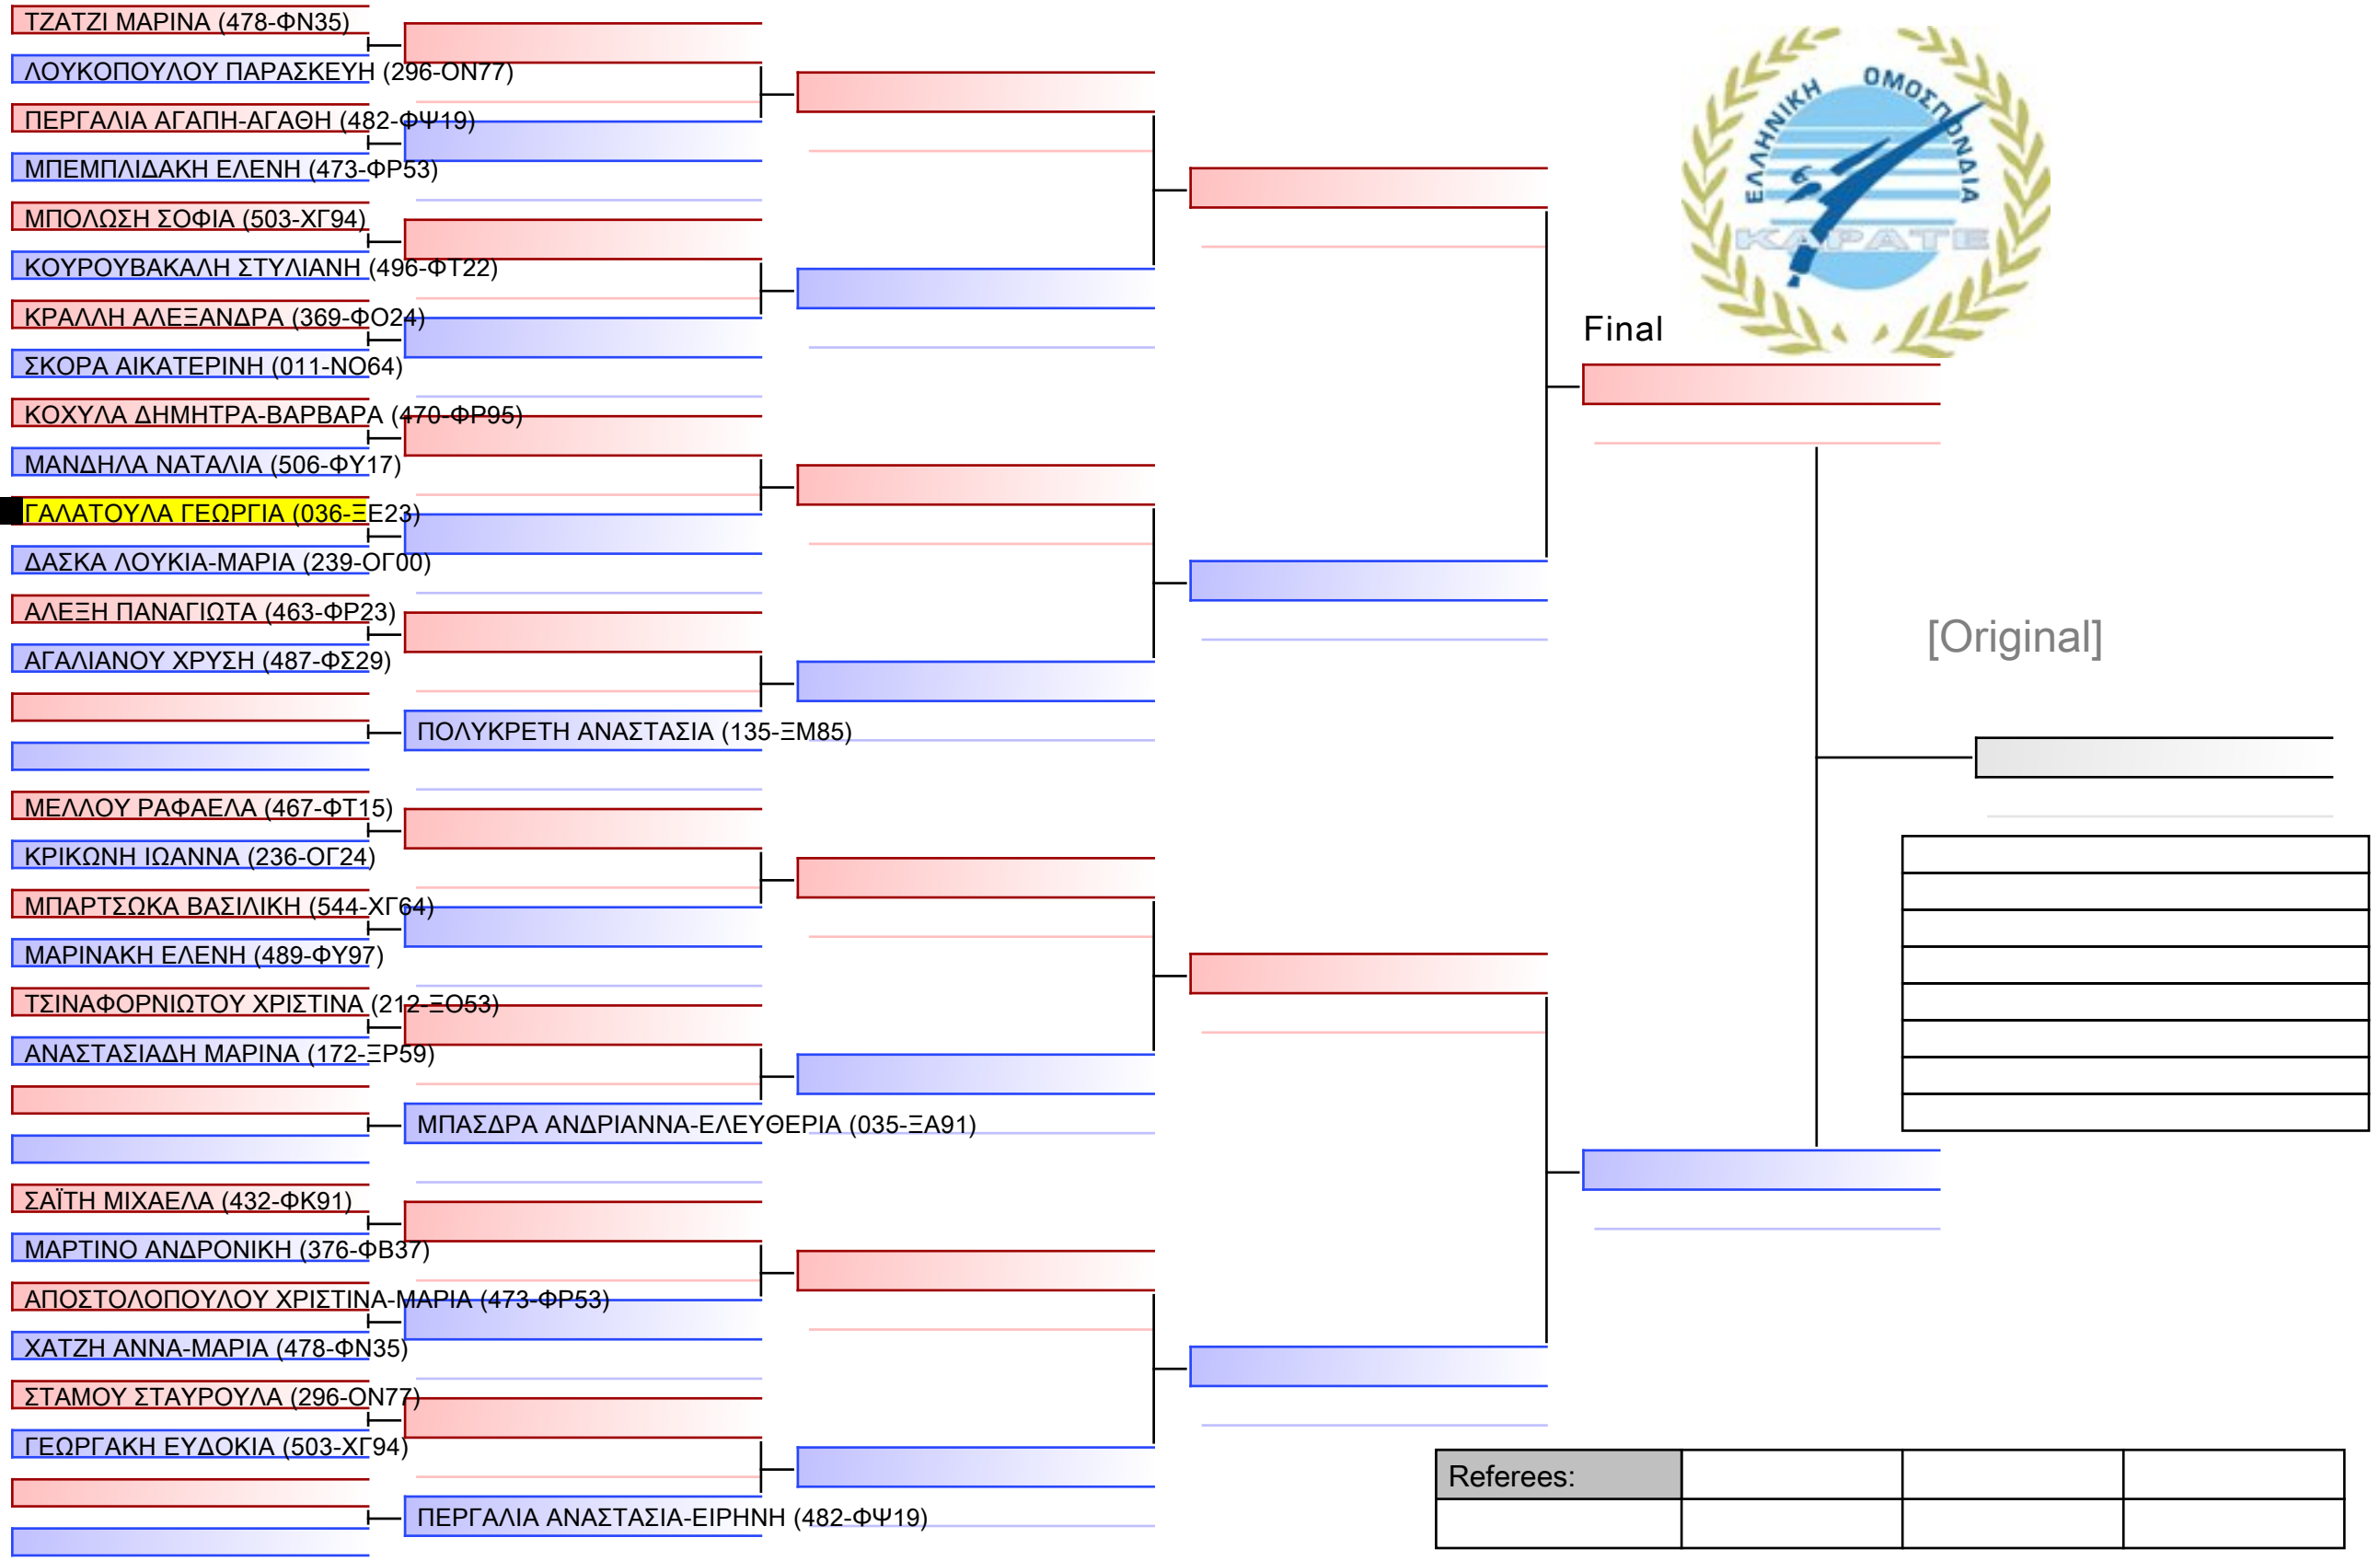 ΤΖΑΤΖΙ ΜΑΡΙΝΑ (478-ΦΝ35)
ΛΟΥΚΟΠΟΥΛΟΥ ΠΑΡΑΣΚΕΥΗ (296-ΟΝ77)
ΠΕΡΓΑΛΙΑ ΑΓΑΠΗ-ΑΓΑΘΗ (482-ΦΨ19)
ΜΠΕΜΠΛΙΔΑΚΗ ΕΛΕΝΗ (473-ΦΡ53)
ΜΠΟΛΩΣΗ ΣΟΦΙΑ (503-ΧΓ94)
ΚΟΥΡΟΥΒΑΚΑΛΗ ΣΤΥΛΙΑΝΗ (496-ΦΤ22)
ΚΡΑΛΛΗ ΑΛΕΞΑΝΔΡΑ (369-ΦΟ24)
ΣΚΟΡΑ ΑΙΚΑΤΕΡΙΝΗ (011-ΝΟ64)
ΚΟΧΥΛΑ ΔΗΜΗΤΡΑ-ΒΑΡΒΑΡΑ (470-ΦΡ95)
ΜΑΝΔΗΛΑ ΝΑΤΑΛΙΑ (506-ΦΥ17)
ΓΑΛΑΤΟΥΛΑ ΓΕΩΡΓΙΑ (036-ΞΕ23)
ΔΑΣΚΑ ΛΟΥΚΙΑ-ΜΑΡΙΑ (239-ΟΓ00)
ΑΛΕΞΗ ΠΑΝΑΓΙΩΤΑ (463-ΦΡ23)
ΑΓΑΛΙΑΝΟΥ ΧΡΥΣΗ (487-ΦΣ29)
ΠΟΛΥΚΡΕΤΗ ΑΝΑΣΤΑΣΙΑ (135-ΞΜ85)
ΜΕΛΛΟΥ ΡΑΦΑΕΛΑ (467-ΦΤ15)
ΚΡΙΚΩΝΗ ΙΩΑΝΝΑ (236-ΟΓ24)
ΜΠΑΡΤΣΩΚΑ ΒΑΣΙΛΙΚΗ (544-ΧΓ64)
ΜΑΡΙΝΑΚΗ ΕΛΕΝΗ (489-ΦΥ97)
ΤΣΙΝΑΦΟΡΝΙΩΤΟΥ ΧΡΙΣΤΙΝΑ (212-ΞΟ53)
ΑΝΑΣΤΑΣΙΑΔΗ ΜΑΡΙΝΑ (172-ΞΡ59)
ΜΠΑΣΔΡΑ ΑΝΔΡΙΑΝΝΑ-ΕΛΕΥΘΕΡΙΑ (035-ΞΑ91)
ΣΑΪΤΗ ΜΙΧΑΕΛΑ (432-ΦΚ91)
ΜΑΡΤΙΝΟ ΑΝΔΡΟΝΙΚΗ (376-ΦΒ37)
ΑΠΟΣΤΟΛΟΠΟΥΛΟΥ ΧΡΙΣΤΙΝΑ-ΜΑΡΙΑ (473-ΦΡ53)
ΧΑΤΖΗ ΑΝΝΑ-ΜΑΡΙΑ (478-ΦΝ35)
ΣΤΑΜΟΥ ΣΤΑΥΡΟΥΛΑ (296-ΟΝ77)
ΓΕΩΡΓΑΚΗ ΕΥΔΟΚΙΑ (503-ΧΓ94)
ΠΕΡΓΑΛΙΑ ΑΝΑΣΤΑΣΙΑ-ΕΙΡΗΝΗ (482-ΦΨ19)
ΕΛΛΗΝΙΚΗ ΟΜΟΣΠΟΝΔΙΑ
ΚΑΡΑΤΕ
Final
[Original]
Referees: